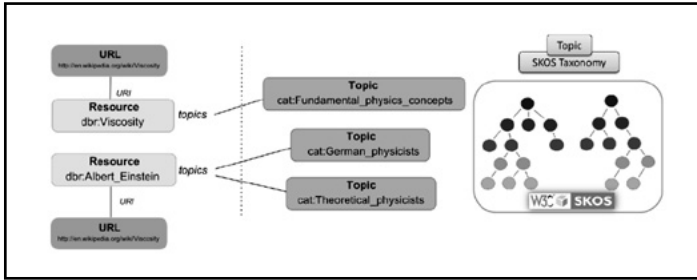 URL
http://en.wikipedia.org/wiki/Viscosity
URI
Resource
dbr:Viscosity
topics
Topic
cat:Fundamental_physics_concepts
Resource
dbr:Albert_Einstein
topics
Topic
cat:German_physicists
Topic
cat:Theoretical_physicists
URI
URL
http://en.wikipedia.org/wiki/Viscosity
Topic
SKOS Taxonomy
W3C SKOS